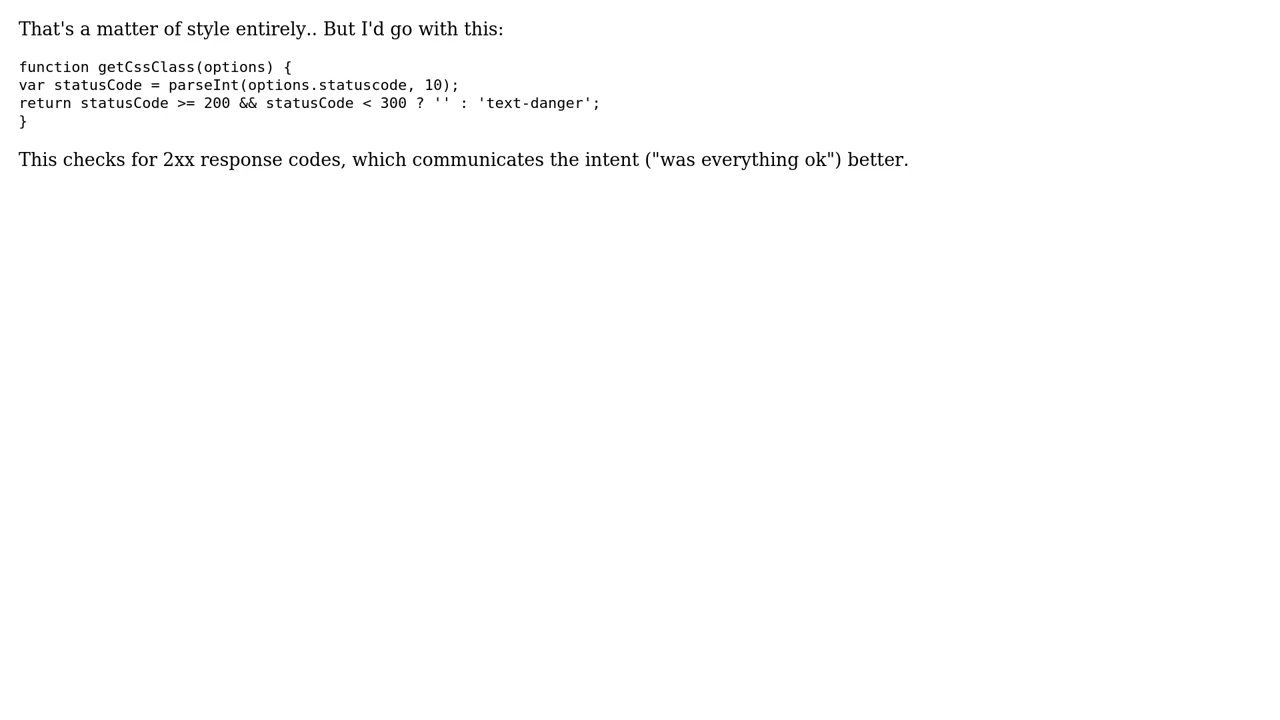 That's a matter of style entirely.. But I'd go with this:
function getCssClass(options) {
var statusCode = parseInt(options.statuscode, 10);
return statusCode >= 200 && statusCode < 300 ? '' : 'text-danger';
}
This checks for 2xx response codes, which communicates the intent ("was everything ok") better.